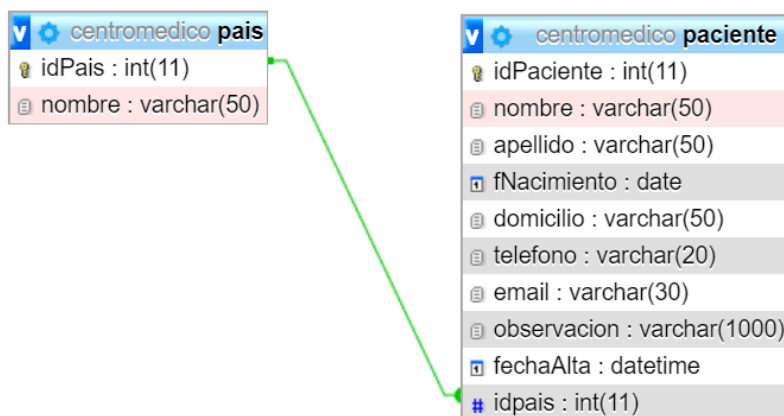 centromedico pais
idPais : int(11)
nombre : varchar(50)
centromedico paciente
idPaciente : int(11)
nombre : varchar(50)
apellido : varchar(50)
fNacimiento : date
domicilio : varchar(50)
telefono : varchar(20)
email : varchar(30)
observacion : varchar(1000)
fechaAlta : datetime
# idpais : int(11)